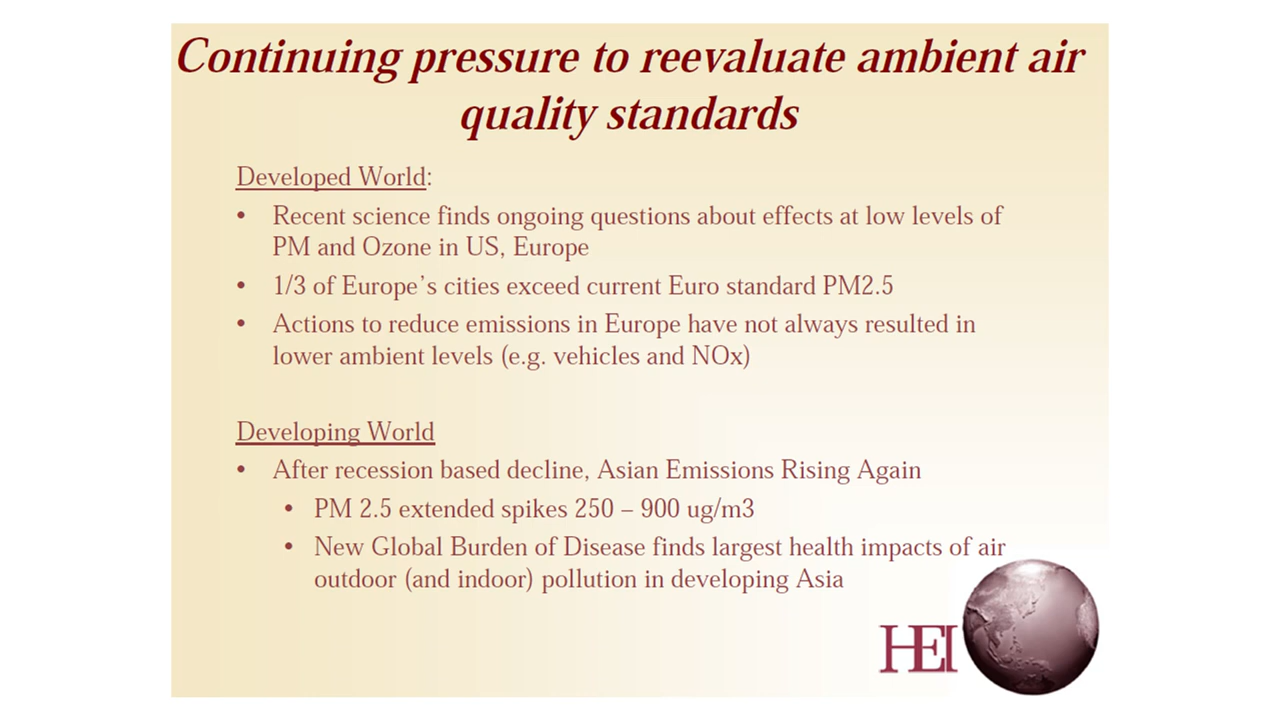 Continuing pressure to reevaluate ambient air
quality standards
Developed World:
• Recent science finds ongoing questions about effects at low levels of
PM and Ozone in US, Europe
• 1/3 of Europe's cities exceed current Euro standard PM2.5
• Actions to reduce emissions in Europe have not always resulted in
lower ambient levels (e.g. vehicles and NOx)
Developing World
• After recession based decline, Asian Emissions Rising Again
• PM 2.5 extended spikes 250 – 900 ug/m3
• New Global Burden of Disease finds largest health impacts of air
outdoor (and indoor) pollution in developing Asia
HEI